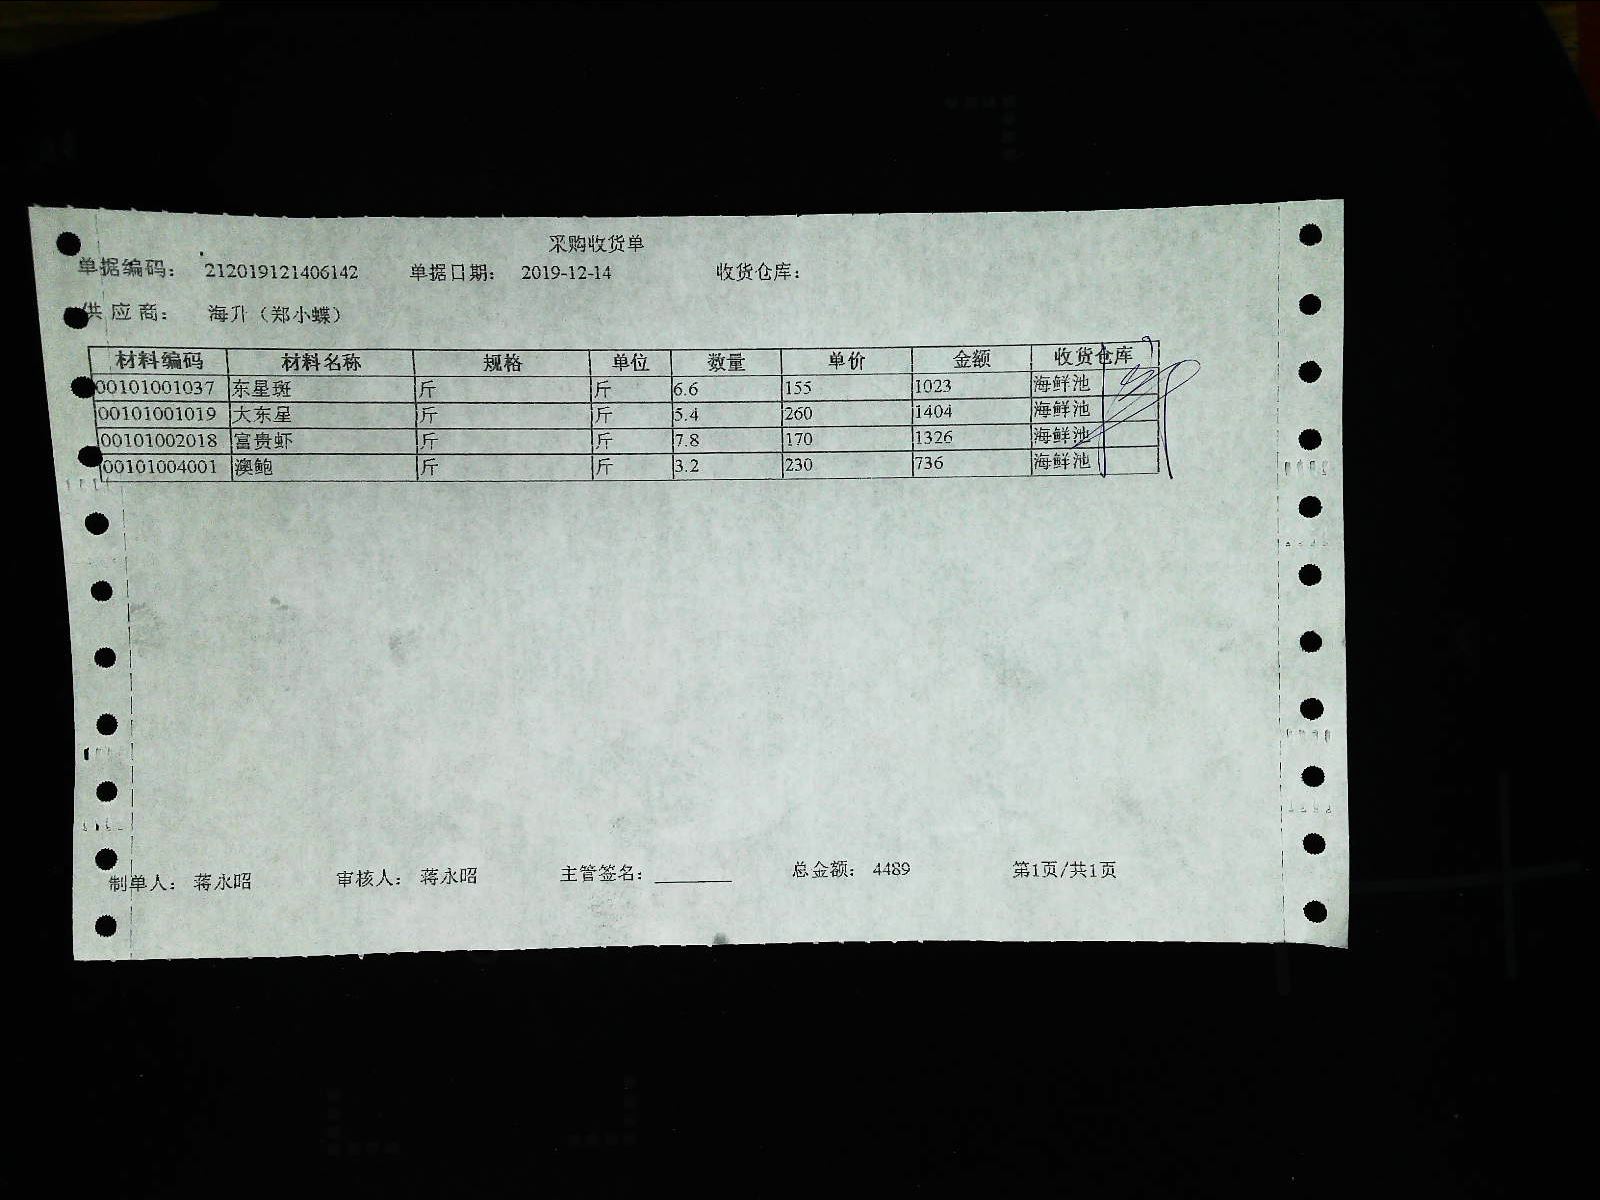 采购收货单
单据编码： 212019121406142 单据日期： 2019-12-14 收货仓库：
供应商： 海升（郑小蝶）
材料编码 材料名称 规格 单位 数量 单价 金额 收货仓库
00101001037 东星斑 斤 斤 6.6 155 1023 海鲜池
00101001019 大东星 斤 斤 5.4 260 1404 海鲜池
00101002018 富贵虾 斤 斤 7.8 170 1326 海鲜池
00101004001 澳鲍 斤 斤 3.2 230 736 海鲜池
制单人： 蒋永昭 审核人： 蒋永昭 主管签名： 总金额： 4489 第1页/共1页